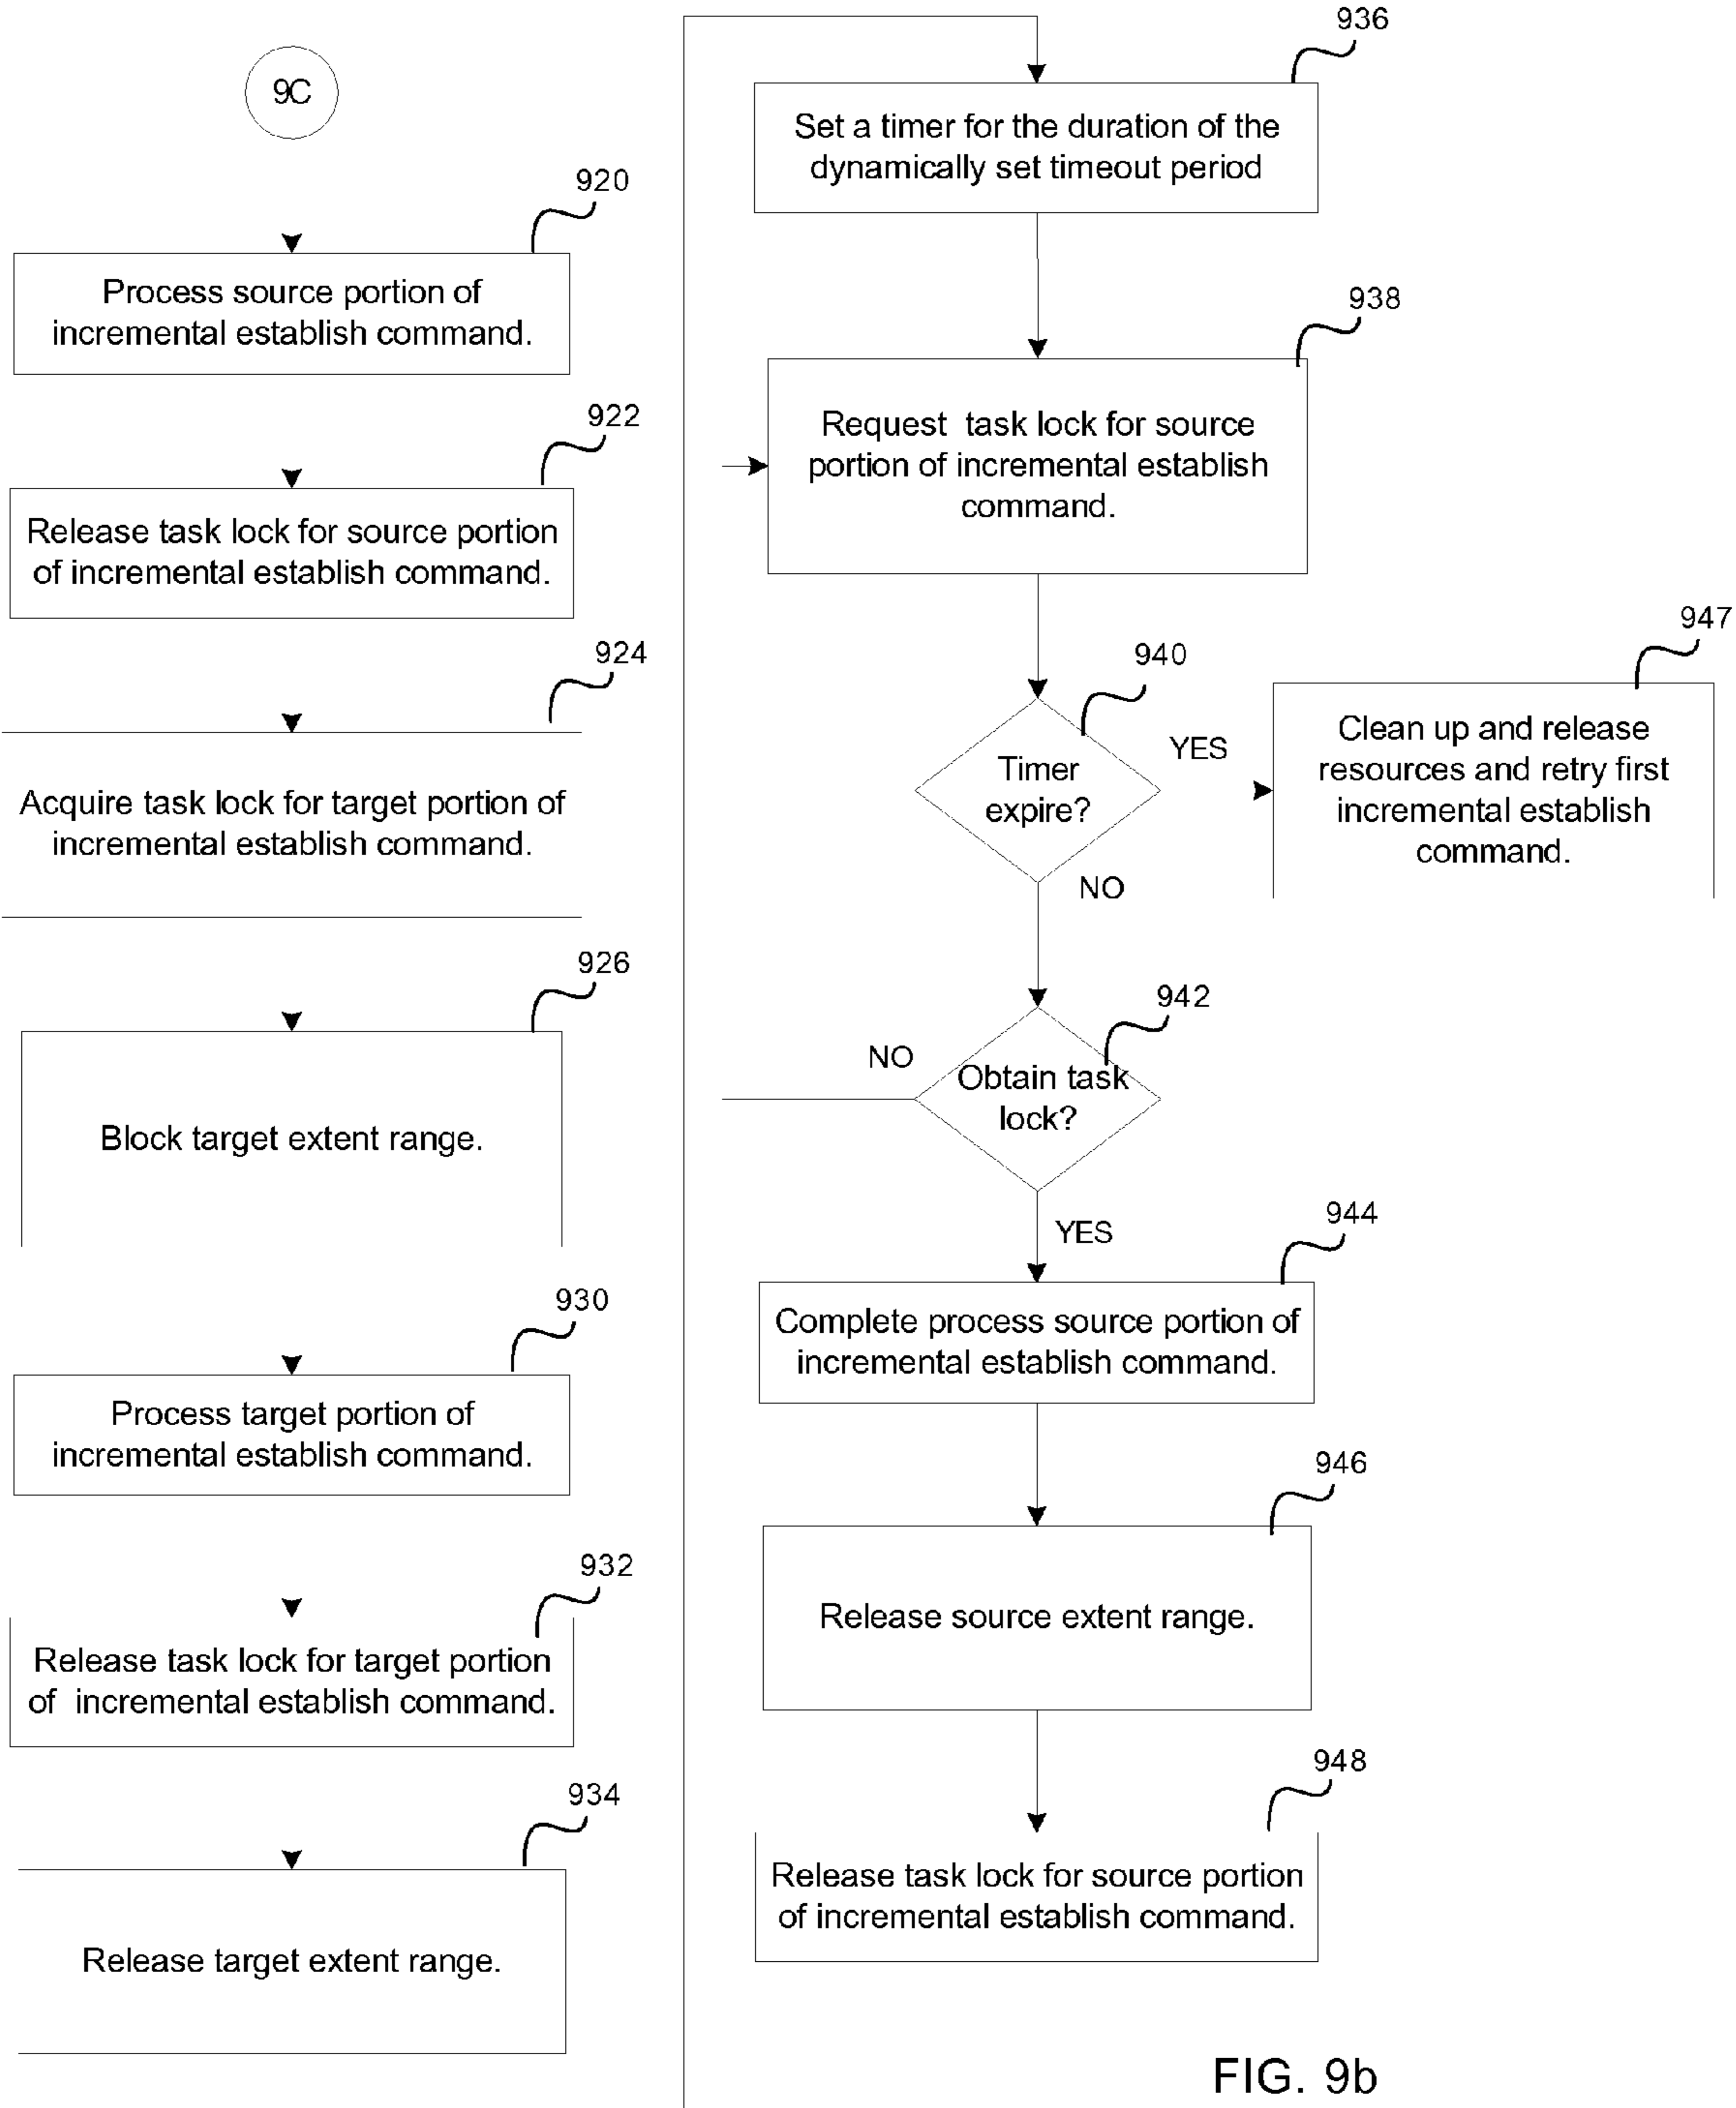 9C
920
Process source portion of
incremental establish command.
922
Release task lock for source portion
of incremental establish command.
924
Acquire task lock for target portion of
incremental establish command.
926
Block target extent range.
930
Process target portion of
incremental establish command.
932
Release task lock for target portion
of incremental establish command.
934
Release target extent range.
936
Set a timer for the duration of the
dynamically set timeout period
938
Request task lock for source
portion of incremental establish
command.
940
Timer
expire?
YES
NO
947
Clean up and release
resources and retry first
incremental establish
command.
942
Obtain task
lock?
NO
YES
944
Complete process source portion of
incremental establish command.
946
Release source extent range.
948
Release task lock for source portion
of incremental establish command.
FIG. 9b